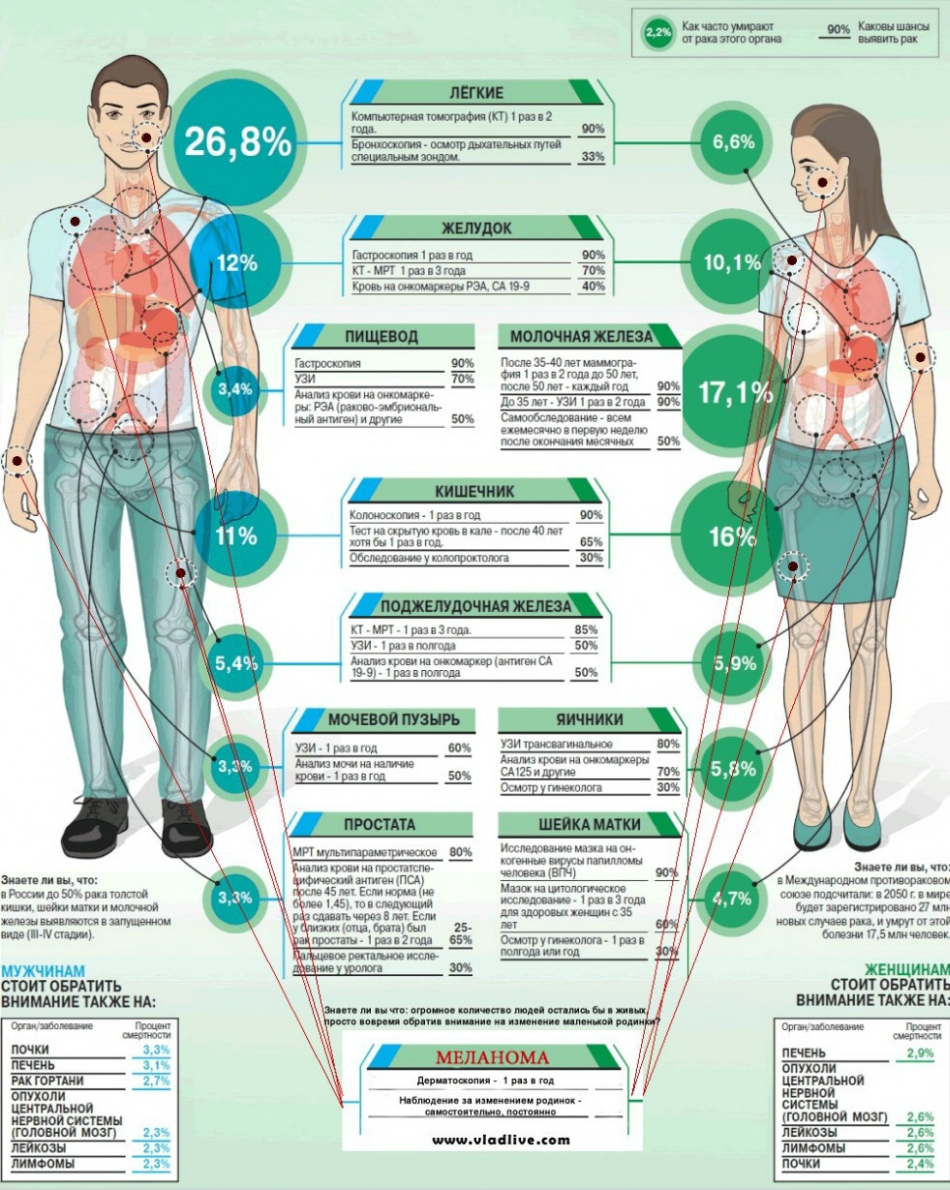 2,2%
Как часто умирают
от рака этого органа
90%
Каковы шансы
выявить рак
26,8%
ЛЁГКИЕ
Компьютерная томография (КТ) 1 раз в 2
года. 90%
Бронхоскопия - осмотр дыхательных путей
специальным зондом. 33%
6,6%
12%
ЖЕЛУДОК
Гастроскопия 1 раз в год 90%
КТ - МРТ 1 раз в 3 года 70%
Кровь на онкомаркеры РЭА, СА 19-9 40%
10,1%
3,4%
ПИЩЕВОД
Гастроскопия 90%
УЗИ 70%
Анализ крови на онкомарке-
ры: РЭА (раково-эмбриональ-
ный антиген) и другие 50%
МОЛОЧНАЯ ЖЕЛЕЗА
После 35-40 лет маммогра-
фия 1 раз в 2 года до 50 лет,
после 50 лет - каждый год 90%
До 35 лет - УЗИ 1 раз в 2 года 90%
Самообследование - всем
ежемесячно в первую неделю
после окончания месячных 50%
17,1%
11%
КИШЕЧНИК
Колоноскопия - 1 раз в год 90%
Тест на скрытую кровь в кале - после 40 лет
хотя бы 1 раз в год. 65%
Обследование у колопроктолога 30%
16%
5,4%
ПОДЖЕЛУДОЧНАЯ ЖЕЛЕЗА
КТ - МРТ - 1 раз в 3 года. 85%
УЗИ - 1 раз в полгода 50%
Анализ крови на онкомаркер (антиген СА
19-9) - 1 раз в полгода 50%
5,9%
3,3%
МОЧЕВОЙ ПУЗЫРЬ
УЗИ - 1 раз в год 60%
Анализ мочи на наличие
крови - 1 раз в год 50%
ЯИЧНИКИ
УЗИ трансвагинальное 80%
Анализ крови на онкомаркеры
СА125 и другие 70%
Осмотр у гинеколога 30%
5,8%
3,3%
ПРОСТАТА
МРТ мультипараметрическое 80%
Анализ крови на простатспе-
цифический антиген (ПСА)
после 45 лет. Если норма (не
более 1,45), то в следующий
раз сдавать через 8 лет. Если
у близких (отца, брата) был 25-
рак простаты - 1 раз в 2 года 65%
Пальцевое ректальное иссле-
дование у уролога 30%
ШЕЙКА МАТКИ
Исследование мазка на он-
когенные вирусы папилломы
человека (ВПЧ) 90%
Мазок на цитологическое
исследование - 1 раз в 3 года
для здоровых женщин с 35
лет 60%
Осмотр у гинеколога - 1 раз в
полгода или год 30%
4,7%
Знаете ли вы, что:
в России до 50% рака толстой
кишки, шейки матки и молочной
железы выявляются в запущенном
виде (III-IV стадии).
Знаете ли вы, что:
в Международном противораковом
союзе подсчитали: в 2050 г. в мире
будет зарегистрировано 27 млн
новых случаев рака, и умрут от этой
болезни 17,5 млн человек.
МУЖЧИНАМ
СТОИТ ОБРАТИТЬ
ВНИМАНИЕ ТАКЖЕ НА:
Орган/заболевание Процент
смертности
ПОЧКИ 3,3%
ПЕЧЕНЬ 3,1%
РАК ГОРТАНИ 2,7%
ОПУХОЛИ
ЦЕНТРАЛЬНОЙ
НЕРВНОЙ СИСТЕМЫ
(ГОЛОВНОЙ МОЗГ) 2,3%
ЛЕЙКОЗЫ 2,3%
ЛИМФОМЫ 2,3%
Знаете ли вы что: огромное количество людей остались бы в живых,
просто вовремя обратив внимание на изменение маленькой родинки?
МЕЛАНОМА
Дерматоскопия - 1 раз в год
Наблюдение за изменением родинок -
самостоятельно, постоянно
www.vladlive.com
ЖЕНЩИНАМ
СТОИТ ОБРАТИТЬ
ВНИМАНИЕ ТАКЖЕ НА:
Орган/заболевание Процент
смертности
ПЕЧЕНЬ 2,9%
ОПУХОЛИ
ЦЕНТРАЛЬНОЙ
НЕРВНОЙ
СИСТЕМЫ
(ГОЛОВНОЙ МОЗГ) 2,6%
ЛЕЙКОЗЫ 2,6%
ЛИМФОМЫ 2,6%
ПОЧКИ 2,4%